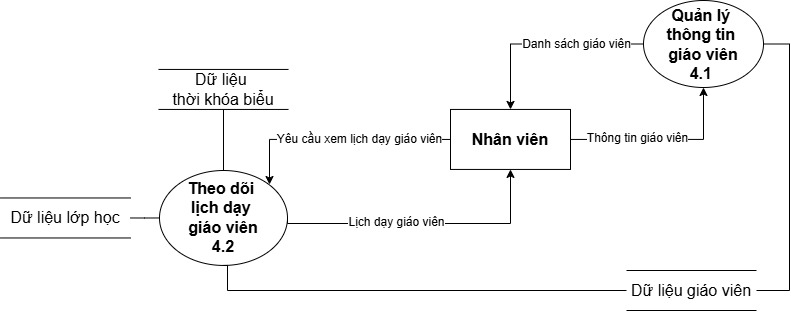 Quản lý
thông tin
giáo viên
4.1
Danh sách giáo viên
Dữ liệu
thời khóa biểu
Yêu cầu xem lịch dạy giáo viên
Nhân viên
Thông tin giáo viên
Theo dõi
lịch dạy
giáo viên
4.2
Dữ liệu lớp học
Lịch dạy giáo viên
Dữ liệu giáo viên